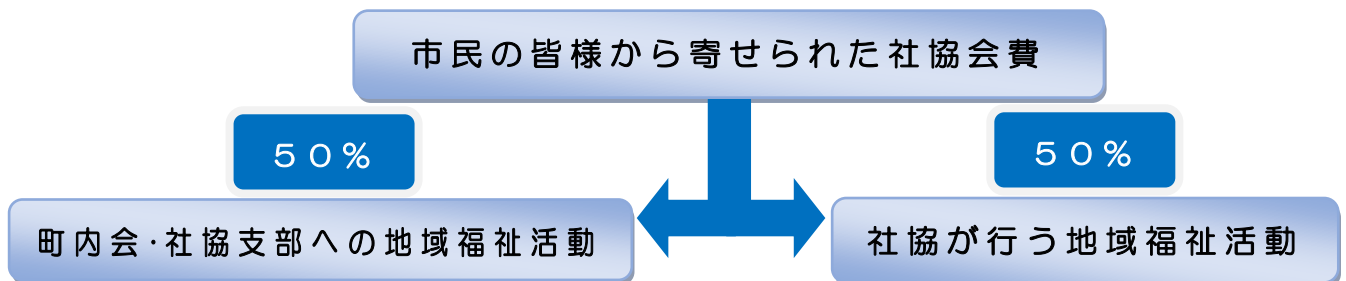 市民の皆様から寄せられた社協会費
５０％
５０％
町内会･社協支部への地域福祉活動
社協が行う地域福祉活動